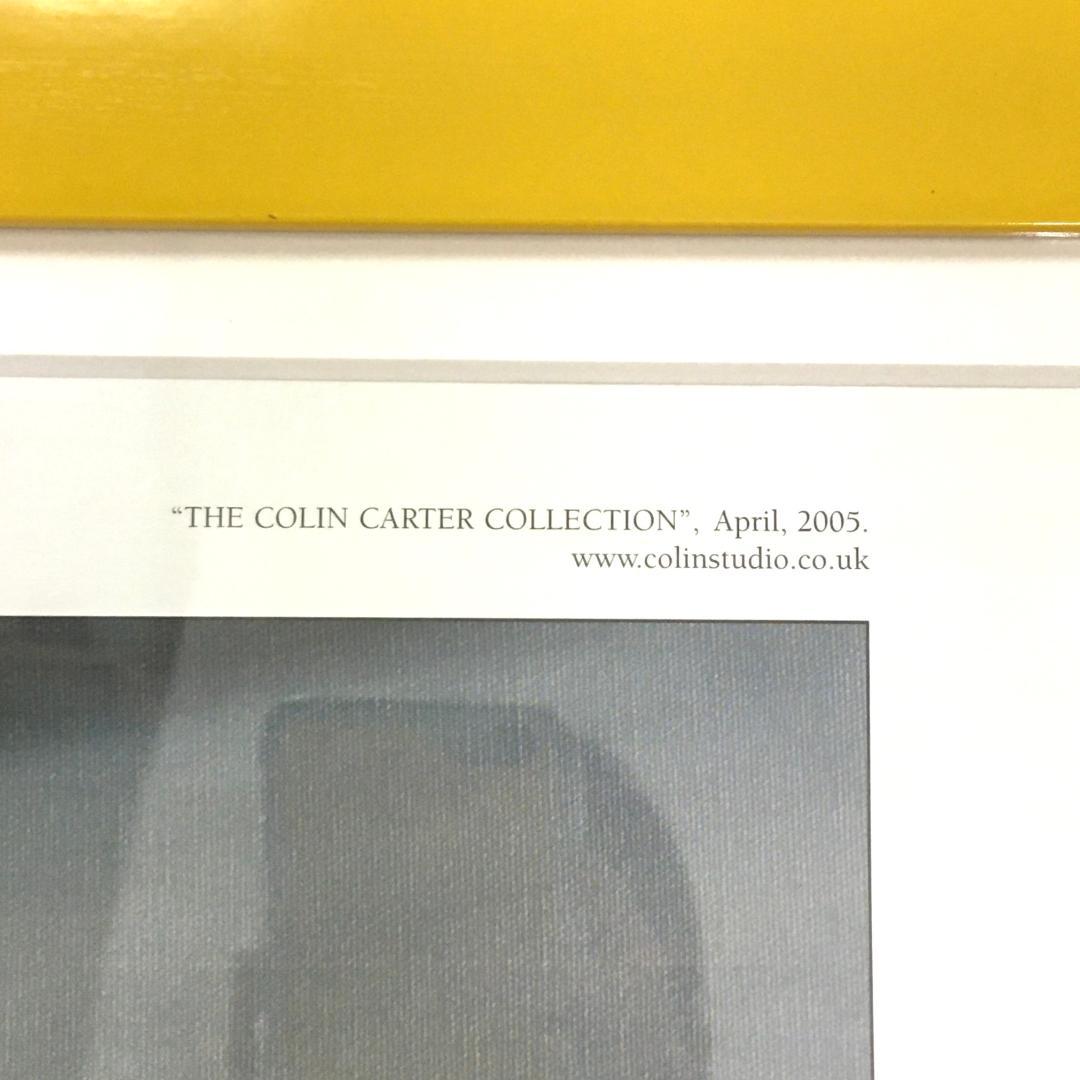 “THE COLIN CARTER COLLECTION”, April, 2005.
www.colinstudio.co.uk